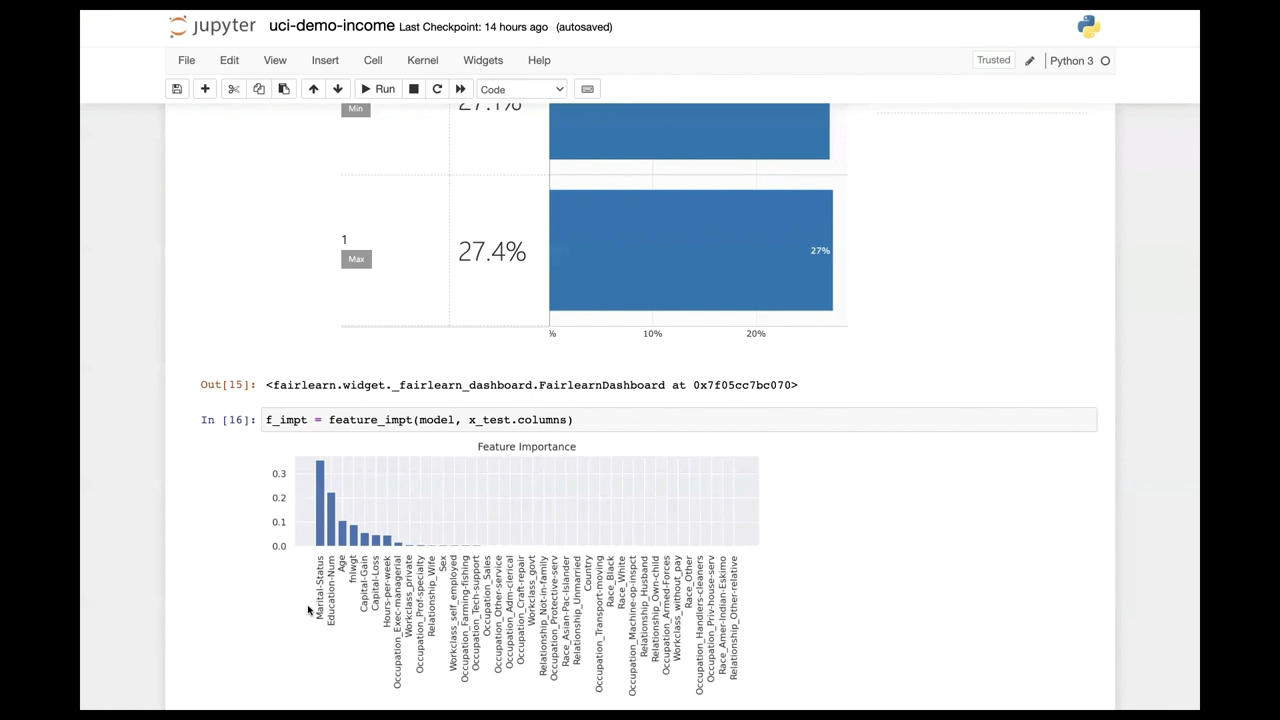 jupyter uci-demo-income Last Checkpoint: 14 hours ago (autosaved)
File Edit View Insert Cell Kernel Widgets Help Trusted Python 3
Run Code
27.1%
Min
1
Max
27.4%
27%
%
10%
20%
Out[15]: <fairlearn.widget._fairlearn_dashboard.FairlearnDashboard at 0x7f05cc7bc070>
In [16]: f_impt = feature_impt(model, x_test.columns)
Feature Importance
0.3
0.2
0.1
0.0
Marital-Status
Education-Num
Age
fnlwgt
Capital-Gain
Capital-Loss
Hours-per-week
Occupation_Exec-managerial
Workclass_private
Occupation_Prof-specialty
Relationship_Wife
Sex
Workclass_self_employed
Occupation_Farming-fishing
Occupation_Tech-support
Occupation_Sales
Occupation_Other-service
Occupation_Adm-clerical
Occupation_Craft-repair
Workclass_govt
Relationship_Not-in-family
Occupation_Protective-serv
Race_Asian-Pac-Islander
Relationship_Unmarried
Country
Occupation_Transport-moving
Race_Black
Race_White
Occupation_Machine-op-inspct
Relationship_Husband
Relationship_Own-child
Occupation_Armed-Forces
Workclass_without_pay
Race_Other
Occupation_Handlers-cleaners
Occupation_Priv-house-serv
Race_Amer-Indian-Eskimo
Relationship_Other-relative